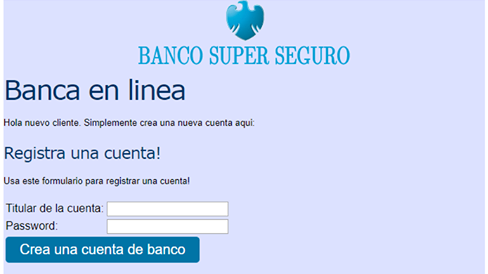 BANCO SUPER SEGURO
Banca en linea
Hola nuevo cliente. Simplemente crea una nueva cuenta aqui:
Registra una cuenta!
Usa este formulario para registrar una cuenta!
Titular de la cuenta:
Password:
Crea una cuenta de banco